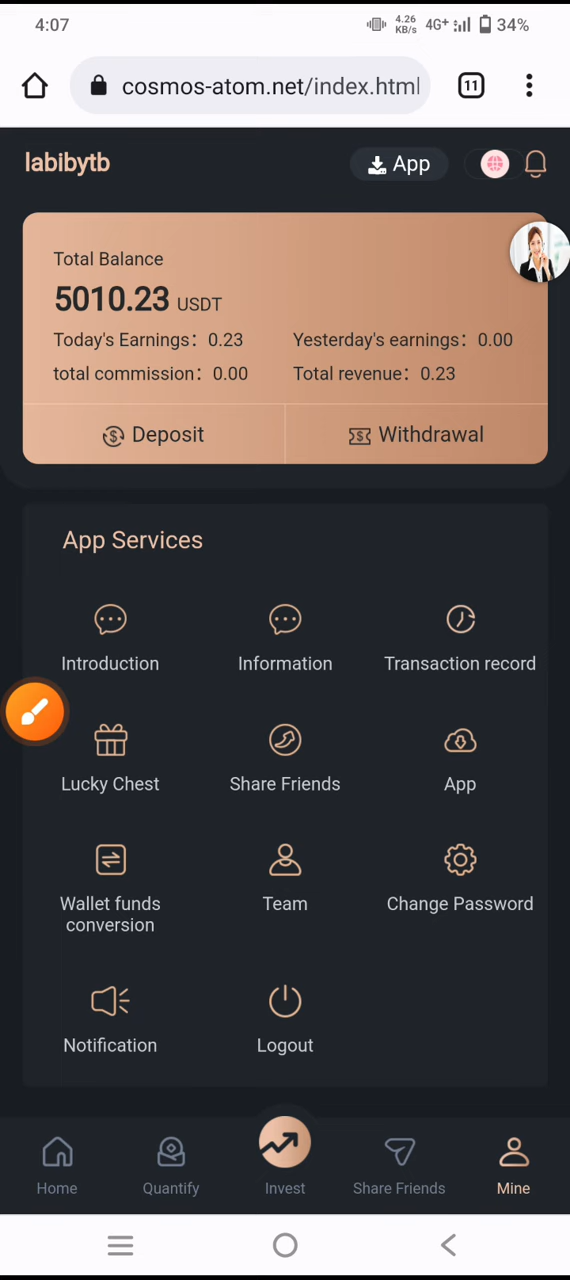 4:07
4.26 KB/s 4G+ 34%
cosmos-atom.net/index.html
11
labibytb
App
Total Balance
5010.23 USDT
Today's Earnings: 0.23 Yesterday's earnings: 0.00
total commission: 0.00 Total revenue: 0.23
Deposit Withdrawal
App Services
Introduction Information Transaction record
Lucky Chest Share Friends App
Wallet funds conversion Team Change Password
Notification Logout
Home Quantify Invest Share Friends Mine